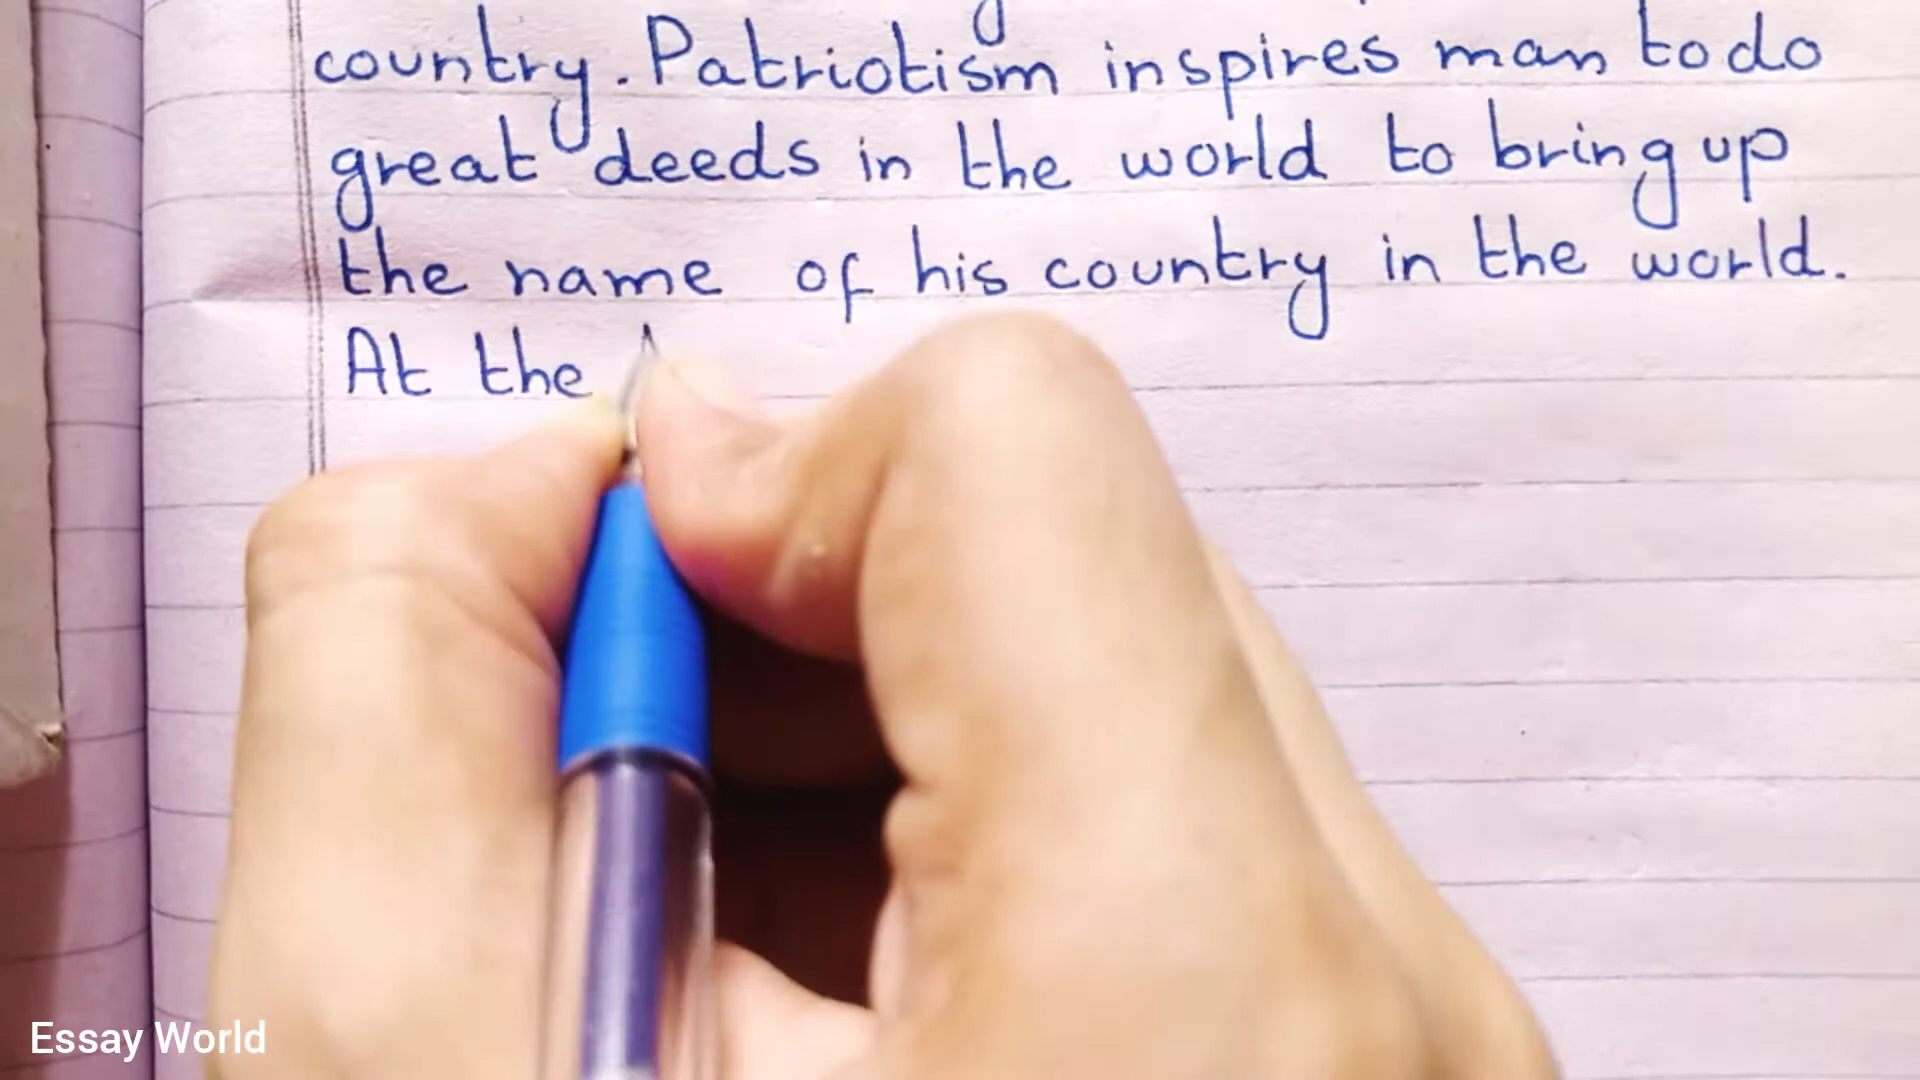 country. Patriotism inspires man to do
great deeds in the world to bring up
the name of his country in the world.
At the
Essay World